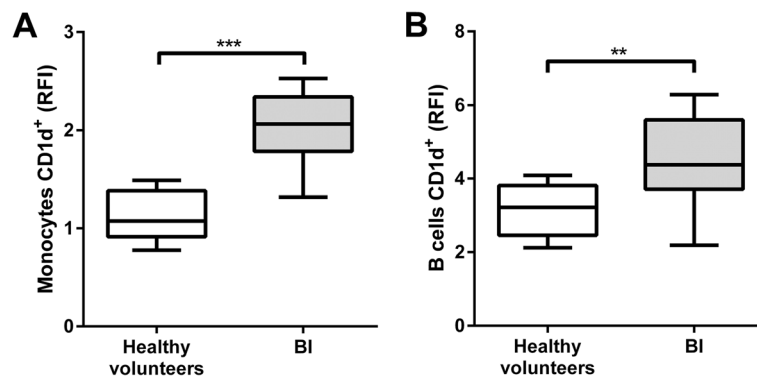 A
Monocytes CD1d⁺ (RFI)
3
2
1
0
***
Healthy
volunteers
BI
B
B cells CD1d⁺ (RFI)
8
6
4
2
0
**
Healthy
volunteers
BI